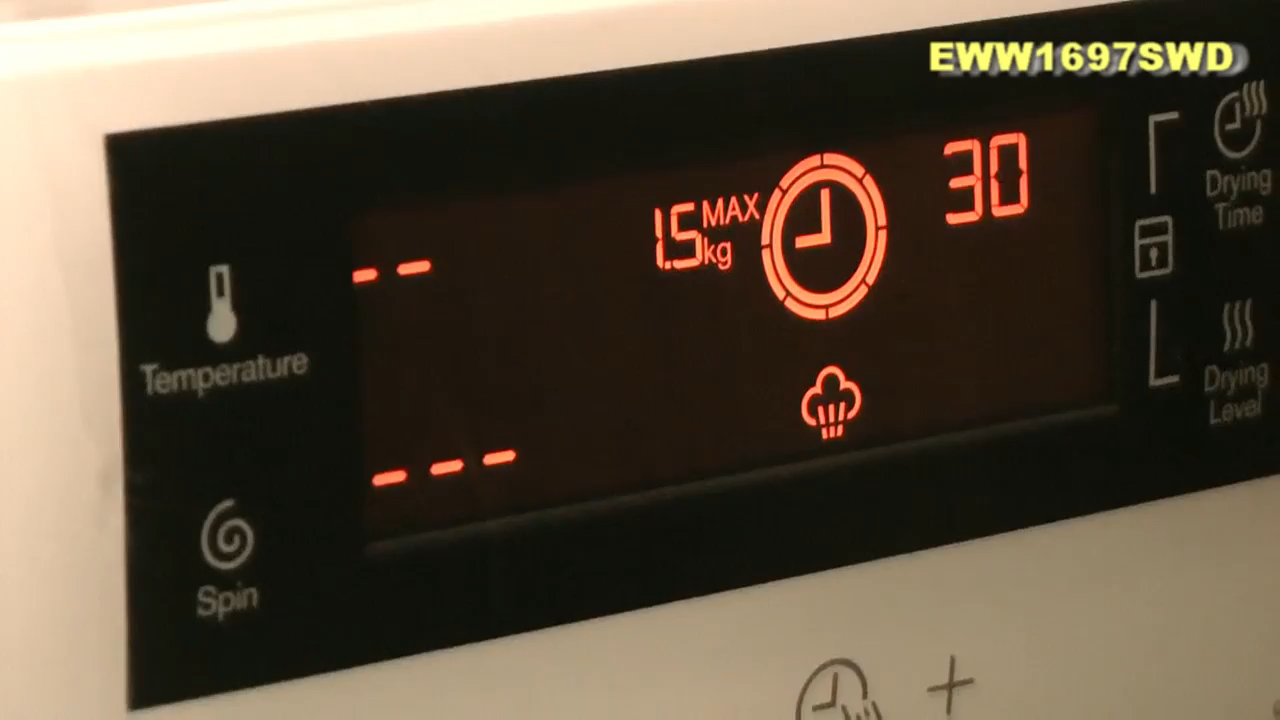 EWW1697SWD
Temperature
-- 
1.5 MAX kg
30
Drying
Time
Drying
Level
---
Spin
+